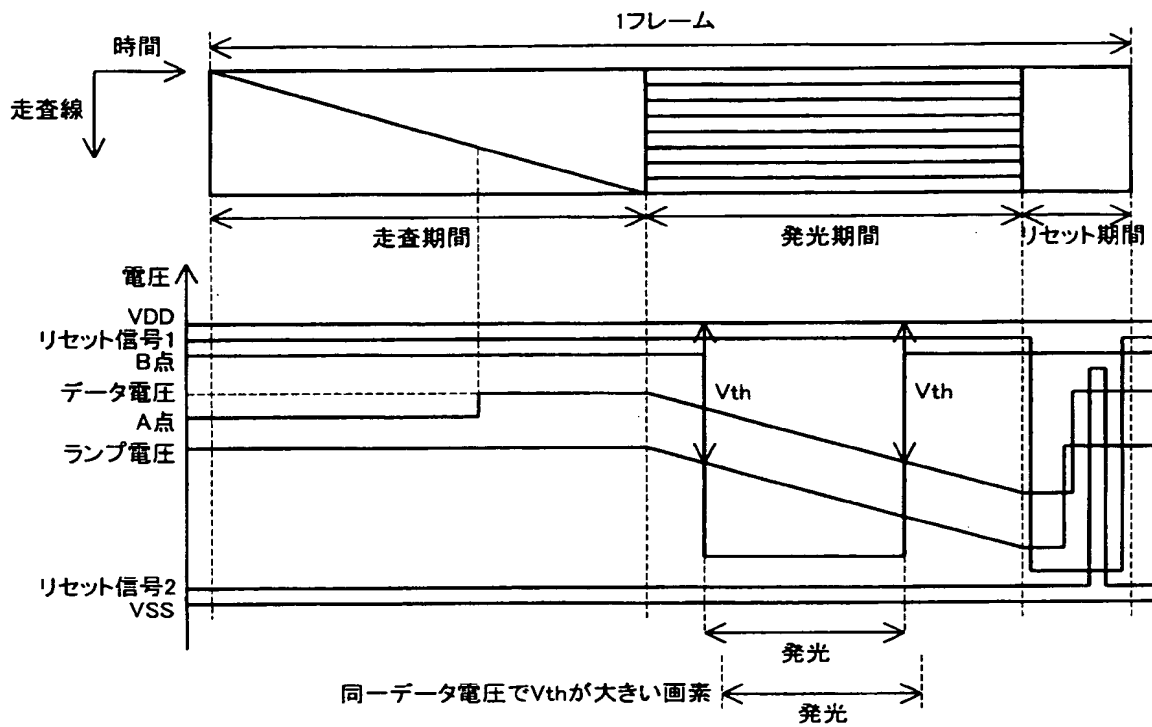 1フレーム
時間
走査線
走査期間
発光期間
リセット期間
電圧
VDD
リセット信号1
B点
データ電圧
Vth
Vth
A点
ランプ電圧
リセット信号2
VSS
発光
同一データ電圧でVthが大きい画素
発光